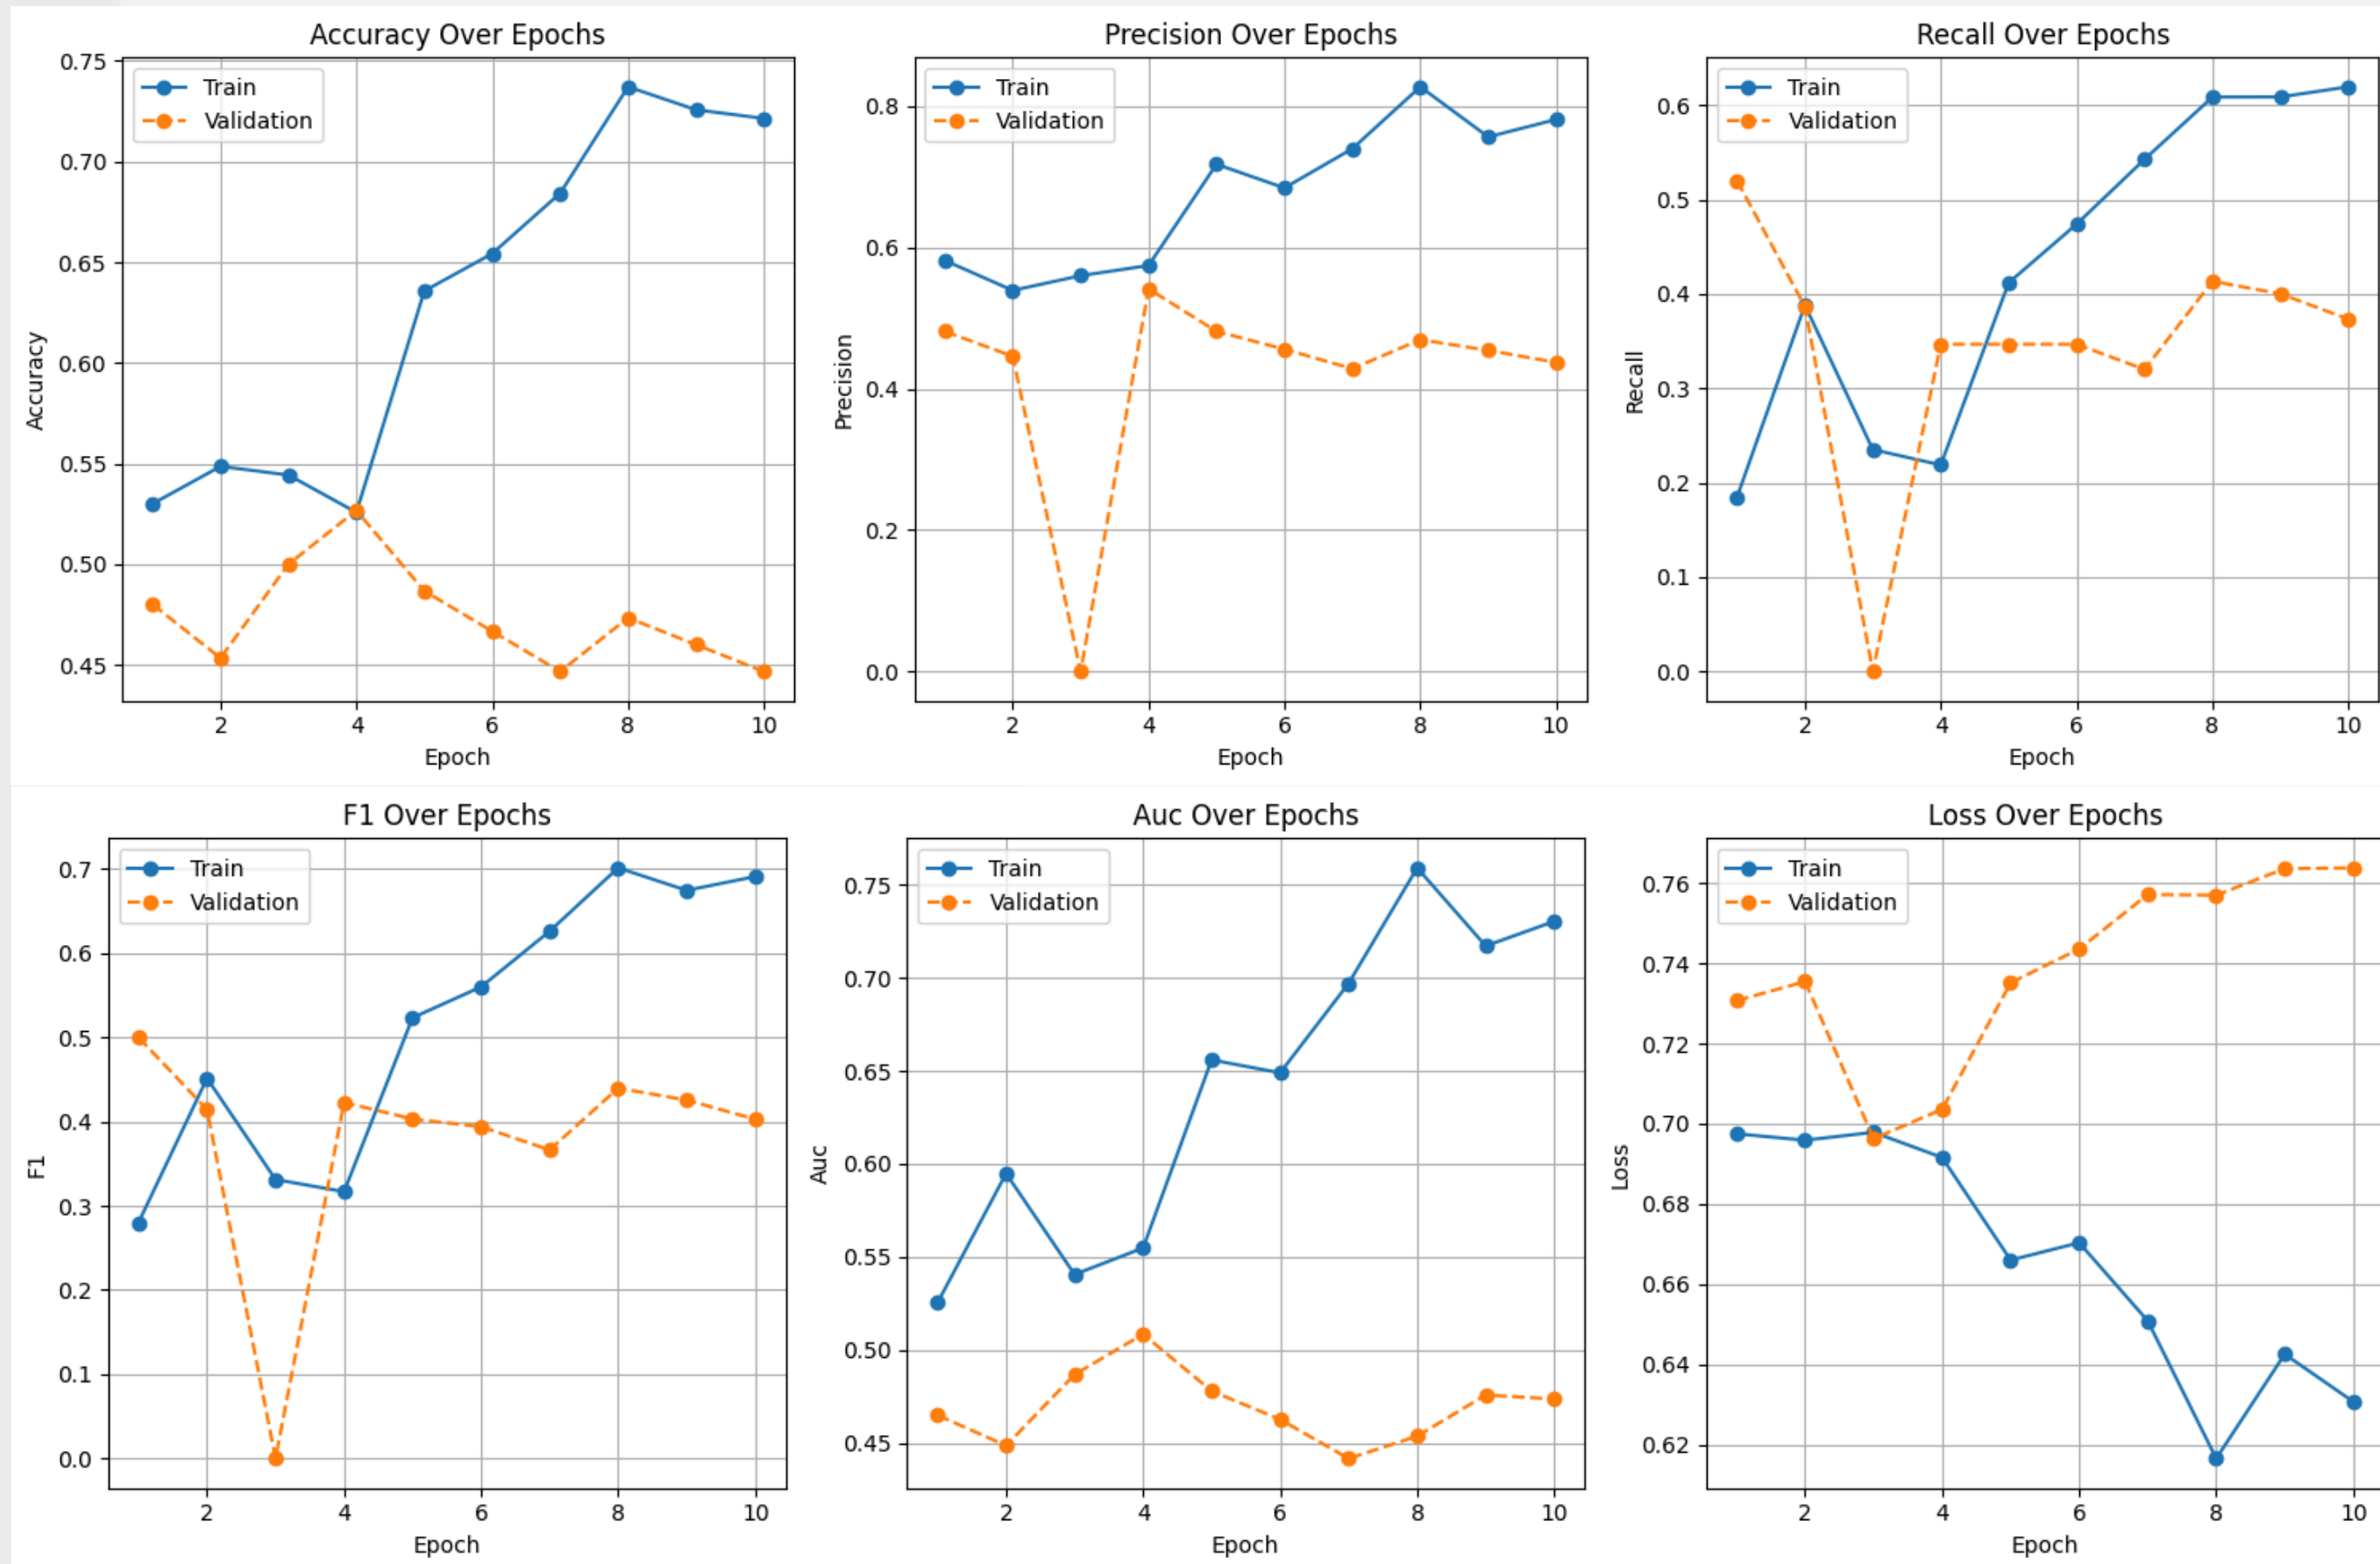 Accuracy Over Epochs
Train
Validation
0.75
0.70
0.65
0.60
0.55
0.50
0.45
Accuracy
2 4 6 8 10
Epoch
Precision Over Epochs
Train
Validation
0.8
0.6
0.4
0.2
0.0
Precision
2 4 6 8 10
Epoch
Recall Over Epochs
Train
Validation
0.6
0.5
0.4
0.3
0.2
0.1
0.0
Recall
2 4 6 8 10
Epoch
F1 Over Epochs
Train
Validation
0.7
0.6
0.5
0.4
0.3
0.2
0.1
0.0
F1
2 4 6 8 10
Epoch
Auc Over Epochs
Train
Validation
0.75
0.70
0.65
0.60
0.55
0.50
0.45
Auc
2 4 6 8 10
Epoch
Loss Over Epochs
Train
Validation
0.76
0.74
0.72
0.70
0.68
0.66
0.64
0.62
Loss
2 4 6 8 10
Epoch